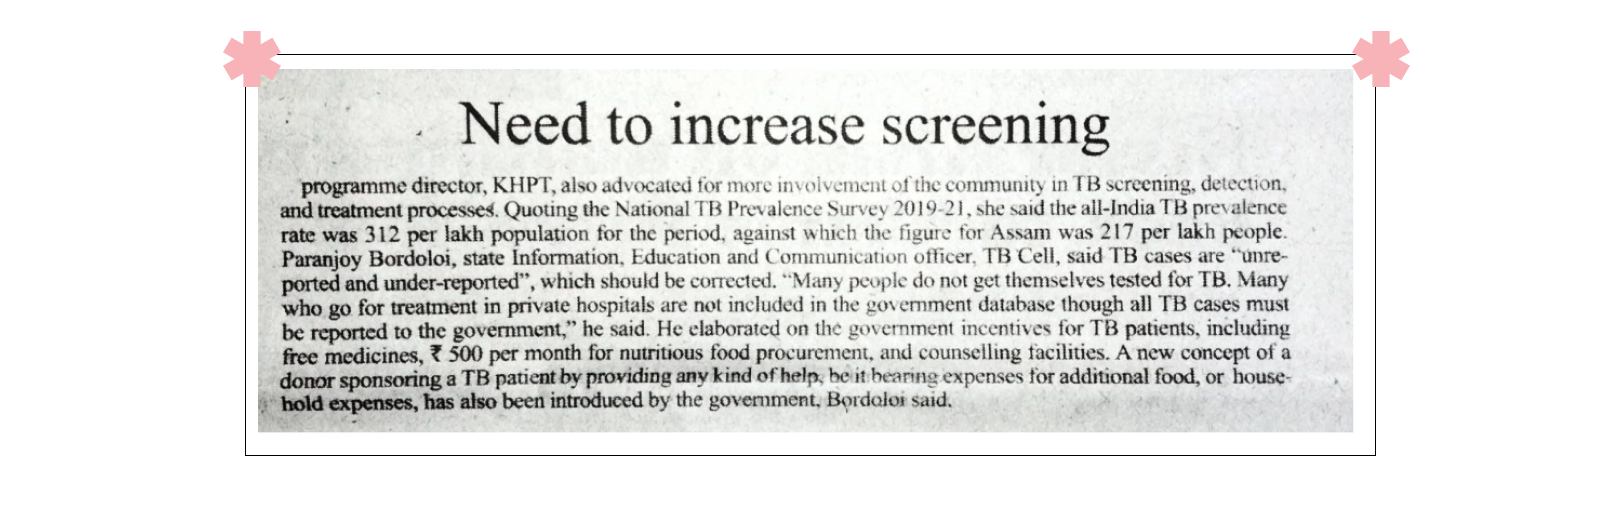 Need to increase screening
programme director, KHPT, also advocated for more involvement of the community in TB screening, detection,
and treatment processes. Quoting the National TB Prevalence Survey 2019-21, she said the all-India TB prevalence
rate was 312 per lakh population for the period, against which the figure for Assam was 217 per lakh people.
Paranjoy Bordoloi, state Information, Education and Communication officer, TB Cell, said TB cases are “unre-
ported and under-reported”, which should be corrected. “Many people do not get themselves tested for TB. Many
who go for treatment in private hospitals are not included in the government database though all TB cases must
be reported to the government,” he said. He elaborated on the government incentives for TB patients, including
free medicines, ₹ 500 per month for nutritious food procurement, and counselling facilities. A new concept of a
donor sponsoring a TB patient by providing any kind of help, be it bearing expenses for additional food, or house-
hold expenses, has also been introduced by the government, Bordoloi said.